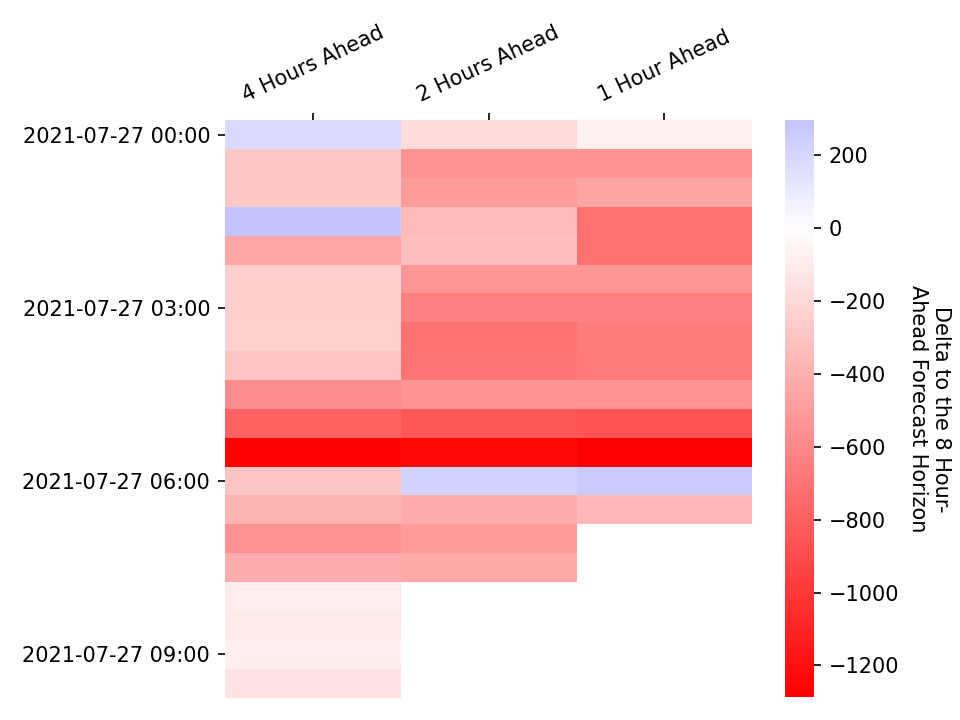 4 Hours Ahead
2 Hours Ahead
1 Hour Ahead
2021-07-27 00:00
2021-07-27 03:00
2021-07-27 06:00
2021-07-27 09:00
200
0
−200
−400
−600
−800
−1000
−1200
Delta to the 8 Hour-
Ahead Forecast Horizon